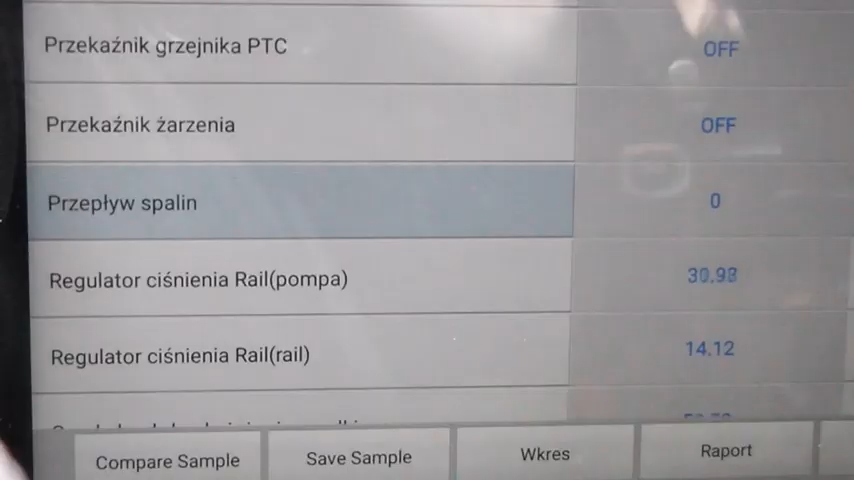 Przekaźnik grzejnika PTC OFF
Przekaźnik żarzenia OFF
Przepływ spalin 0
Regulator ciśnienia Rail(pompa) 30.98
Regulator ciśnienia Rail(rail) 14.12
Compare Sample Save Sample Wkres Raport